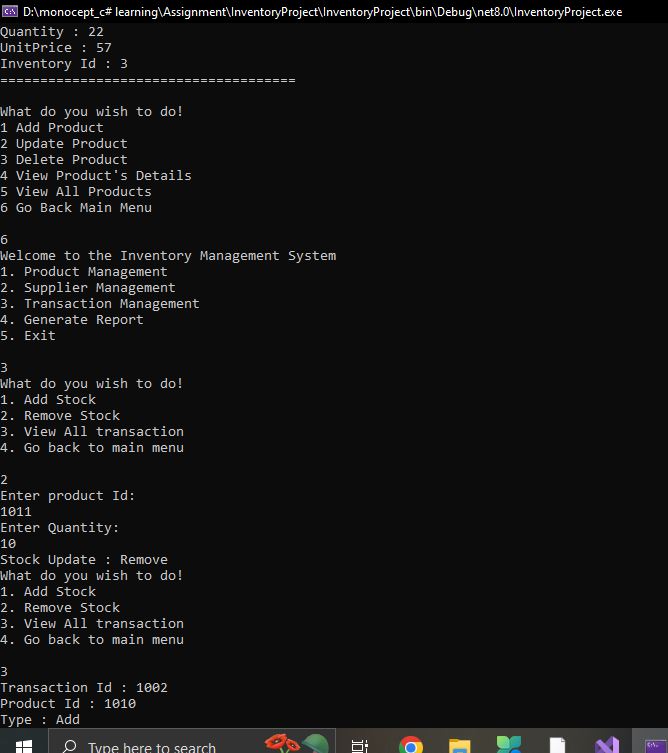 D:\monocept_c# learning\Assignment\InventoryProject\InventoryProject\bin\Debug\net8.0\InventoryProject.exe
Quantity : 22
UnitPrice : 57
Inventory Id : 3
=====================================
What do you wish to do!
1 Add Product
2 Update Product
3 Delete Product
4 View Product's Details
5 View All Products
6 Go Back Main Menu
6
Welcome to the Inventory Management System
1. Product Management
2. Supplier Management
3. Transaction Management
4. Generate Report
5. Exit
3
What do you wish to do!
1. Add Stock
2. Remove Stock
3. View All transaction
4. Go back to main menu
2
Enter product Id:
1011
Enter Quantity:
10
Stock Update : Remove
What do you wish to do!
1. Add Stock
2. Remove Stock
3. View All transaction
4. Go back to main menu
3
Transaction Id : 1002
Product Id : 1010
Type : Add
Type here to search